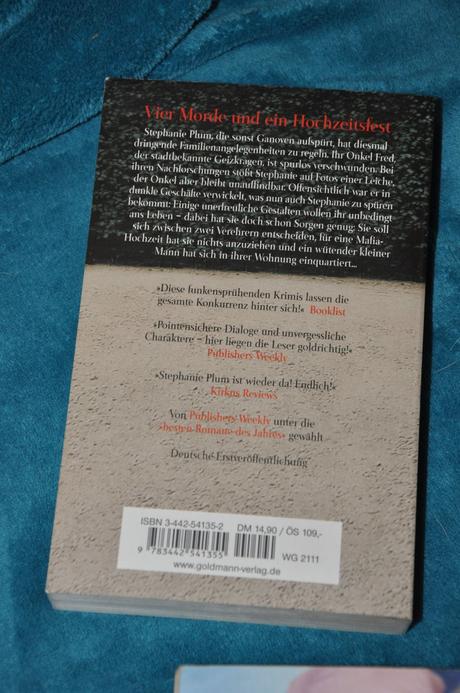 Vier Morde und ein Hochzeitsfest
Stephanie Plum, die sonst Ganoven aufspürt, hat diesmal
dringende Familienangelegenheiten zu regeln. Ihr Onkel Fred,
der stadtbekannte Geizkragen, ist spurlos verschwunden. Bei
ihren Nachforschungen stößt Stephanie auf Fotos einer Leiche,
der Onkel aber bleibt unauffindbar. Offensichtlich war er in
dunkle Geschäfte verwickelt, was nun auch Stephanie zu spüren
bekommt: Einige unerfreuliche Gestalten wollen ihr unbedingt
ans Leben – dabei hat sie doch schon Sorgen genug: Sie soll
sich zwischen zwei Verehrern entscheiden, für eine Mafia-
Hochzeit hat sie nichts anzuziehen und ein wütender kleiner
Mann hat sich in ihrer Wohnung einquartiert...
»Diese funkensprühenden Krimis lassen die
gesamte Konkurrenz hinter sich!« Booklist
»Pointensichere Dialoge und unvergessliche
Charaktere – hier liegen die Leser goldrichtig!«
Publishers Weekly
»Stephanie Plum ist wieder da! Endlich!«
Kirkus Reviews
Von Publishers Weekly unter die
»besten Romane des Jahres« gewählt
Deutsche Erstveröffentlichung
ISBN 3-442-54135-2 DM 14,90 / ÖS 109,-
9 783442 541355 WG 2111
www.goldmann-verlag.de